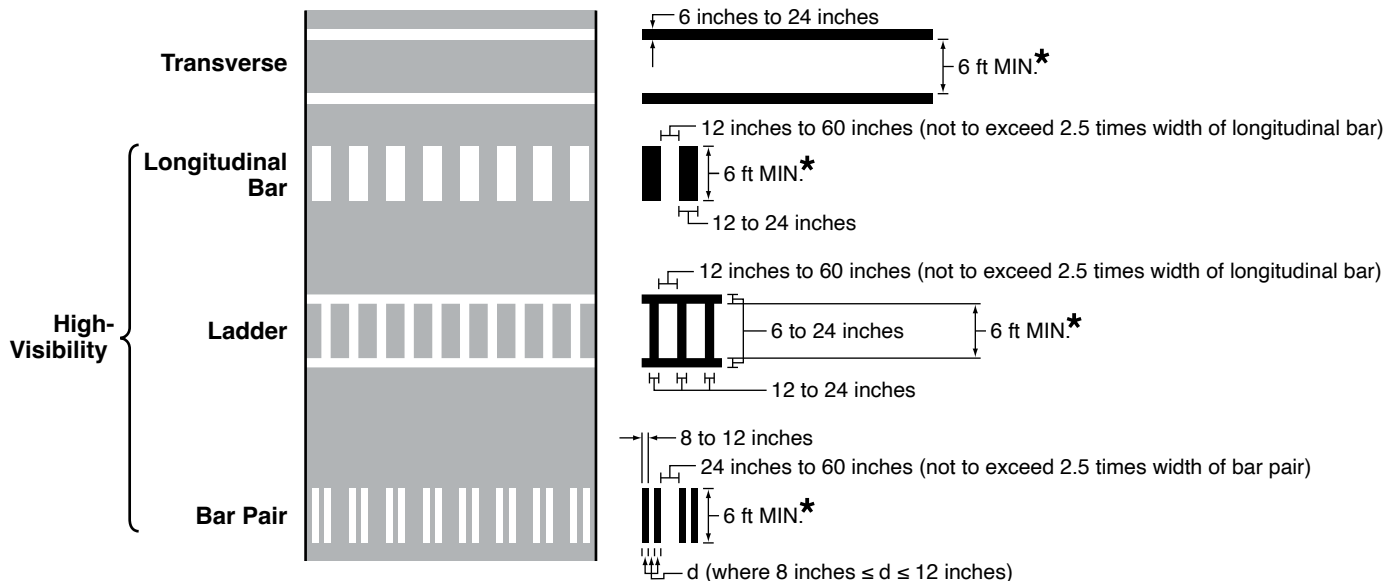 6 inches to 24 inches
Transverse
6 ft MIN.*
12 inches to 60 inches (not to exceed 2.5 times width of longitudinal bar)
Longitudinal
Bar
6 ft MIN.*
12 to 24 inches
12 inches to 60 inches (not to exceed 2.5 times width of longitudinal bar)
High-
Visibility
Ladder
6 to 24 inches
6 ft MIN.*
12 to 24 inches
8 to 12 inches
24 inches to 60 inches (not to exceed 2.5 times width of bar pair)
Bar Pair
6 ft MIN.*
d (where 8 inches ≤ d ≤ 12 inches)